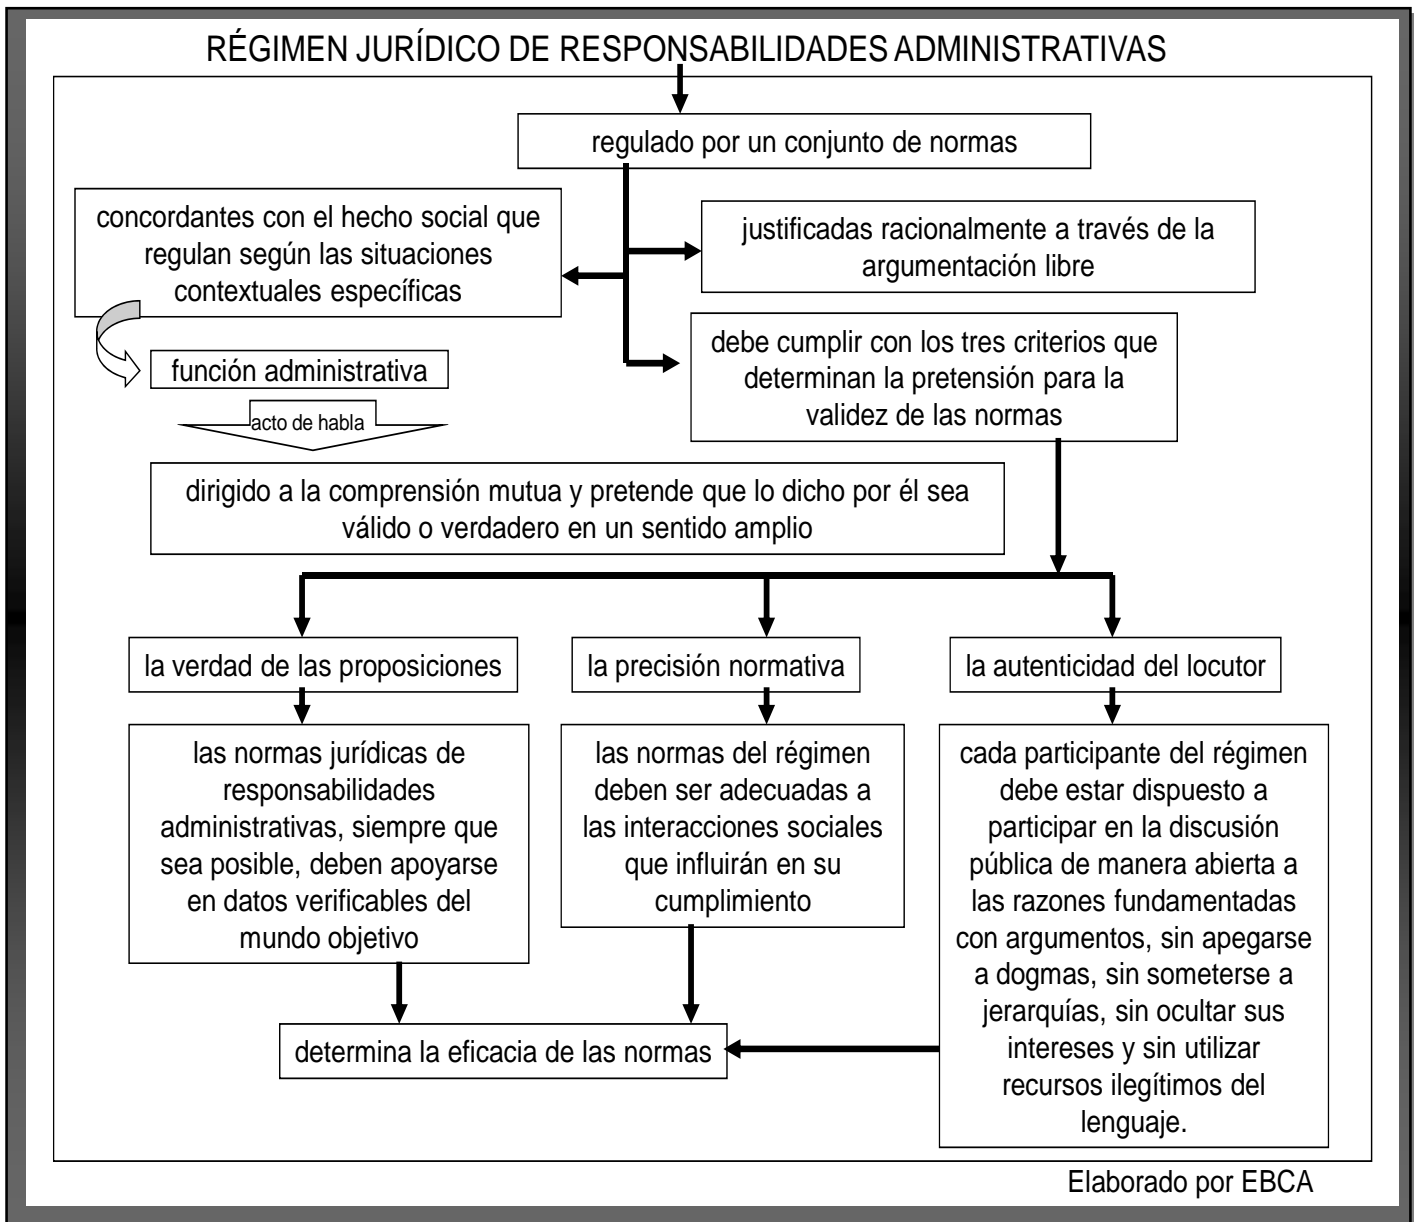 RÉGIMEN JURÍDICO DE RESPONSABILIDADES ADMINISTRATIVAS
regulado por un conjunto de normas
concordantes con el hecho social que
regulan según las situaciones
contextuales específicas
justificadas racionalmente a través de la
argumentación libre
debe cumplir con los tres criterios que
determinan la pretensión para la
validez de las normas
función administrativa
acto de habla
dirigido a la comprensión mutua y pretende que lo dicho por él sea
válido o verdadero en un sentido amplio
la verdad de las proposiciones
la precisión normativa
la autenticidad del locutor
las normas jurídicas de
responsabilidades
administrativas, siempre que
sea posible, deben apoyarse
en datos verificables del
mundo objetivo
las normas del régimen
deben ser adecuadas a
las interacciones sociales
que influirán en su
cumplimiento
cada participante del régimen
debe estar dispuesto a
participar en la discusión
pública de manera abierta a
las razones fundamentadas
con argumentos, sin apegarse
a dogmas, sin someterse a
jerarquías, sin ocultar sus
intereses y sin utilizar
recursos ilegítimos del
lenguaje.
determina la eficacia de las normas
Elaborado por EBCA